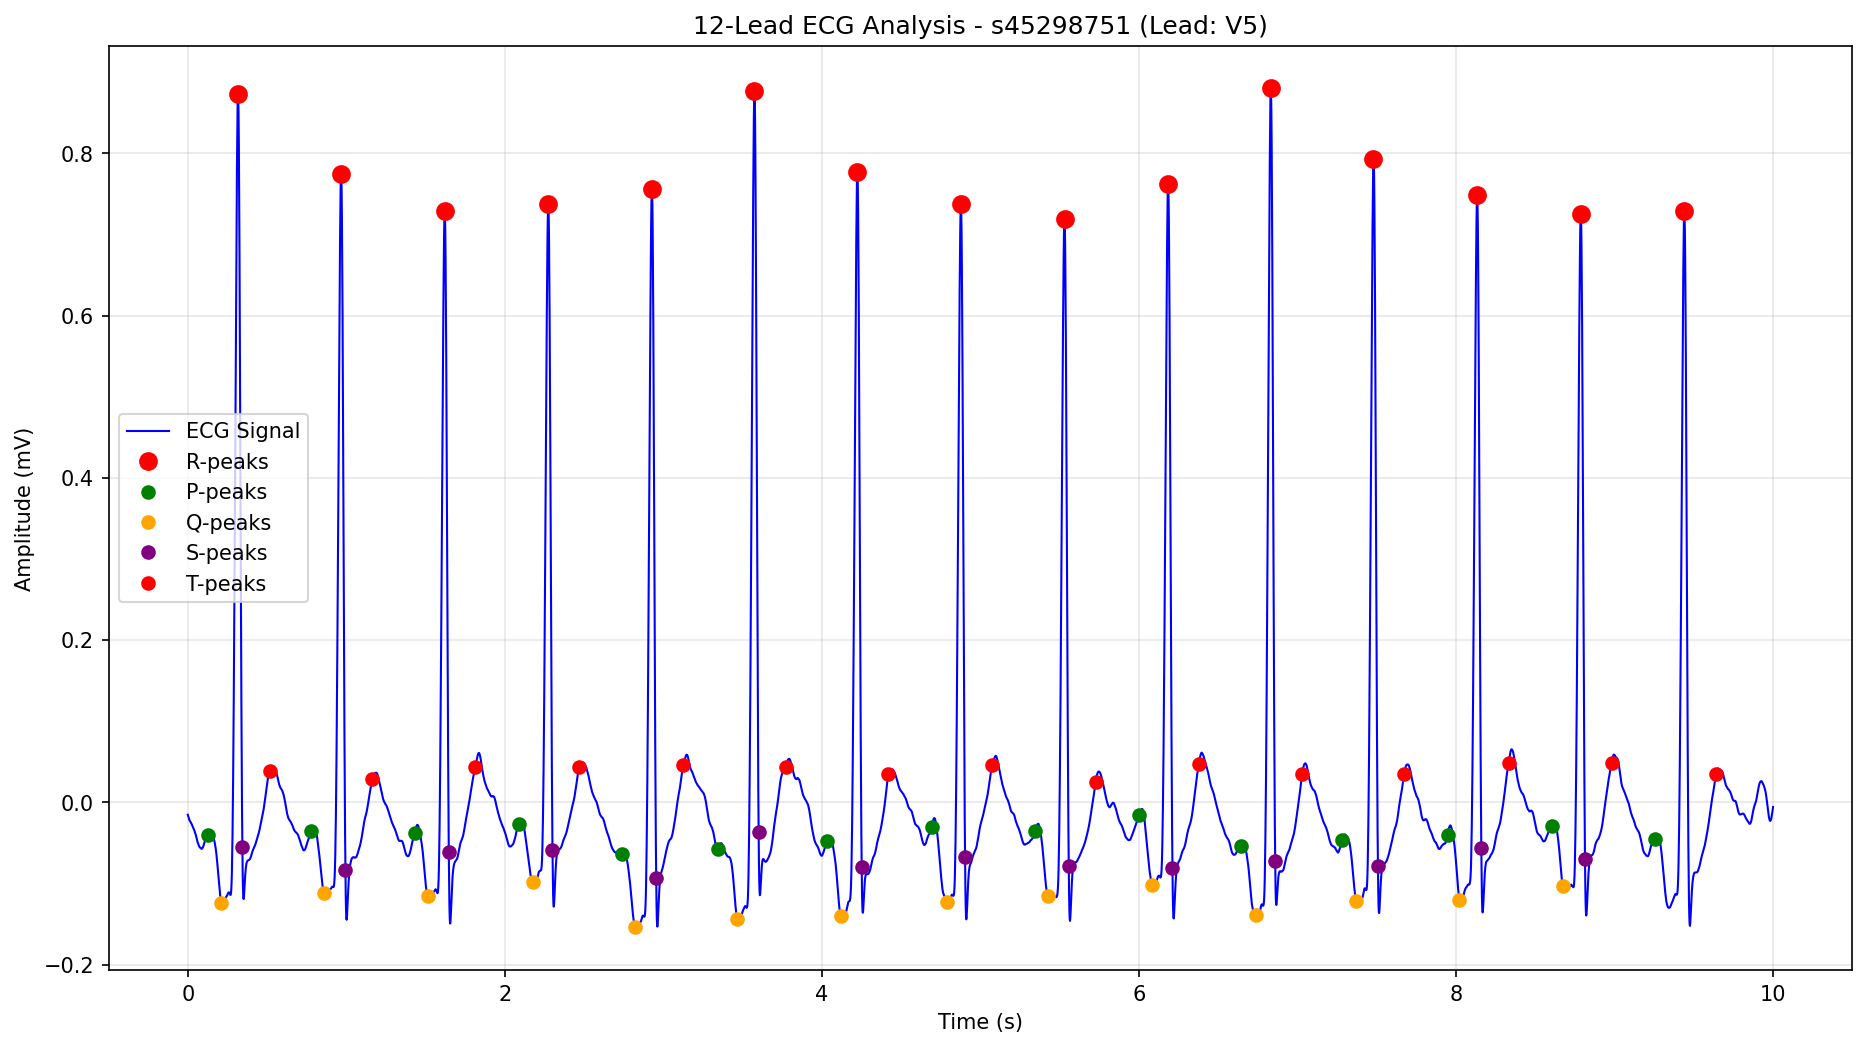 12-Lead ECG Analysis - s45298751 (Lead: V5)
Amplitude (mV)
0.8
0.6
0.4
0.2
0.0
−0.2
ECG Signal
R-peaks
P-peaks
Q-peaks
S-peaks
T-peaks
0 2 4 6 8 10
Time (s)